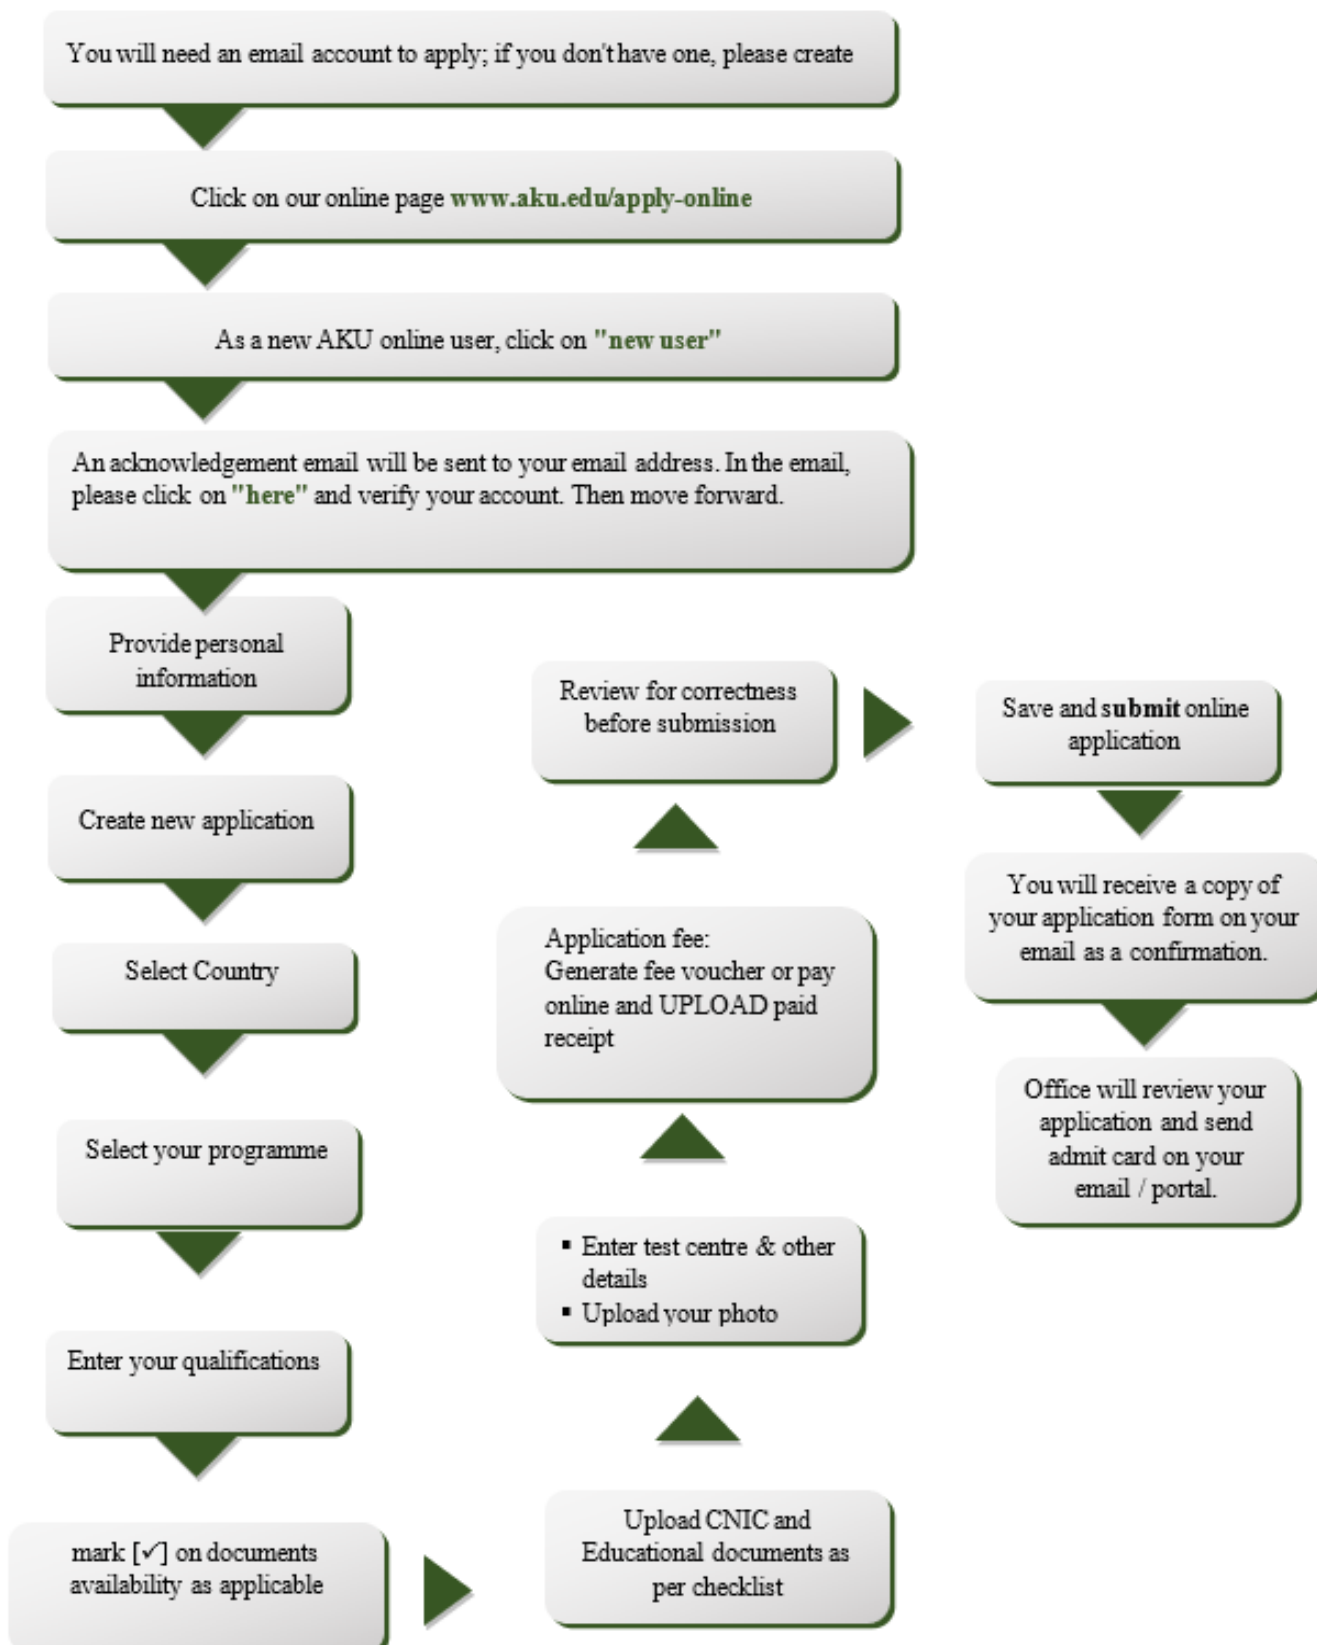 You will need an email account to apply; if you don't have one, please create
Click on our online page www.aku.edu/apply-online
As a new AKU online user, click on "new user"
An acknowledgement email will be sent to your email address. In the email,
please click on "here" and verify your account. Then move forward.
Provide personal
information
Create new application
Select Country
Select your programme
Enter your qualifications
mark [✓] on documents
availability as applicable
Upload CNIC and
Educational documents as
per checklist
▪ Enter test centre & other
details
▪ Upload your photo
Application fee:
Generate fee voucher or pay
online and UPLOAD paid
receipt
Review for correctness
before submission
Save and submit online
application
You will receive a copy of
your application form on your
email as a confirmation.
Office will review your
application and send
admit card on your
email / portal.